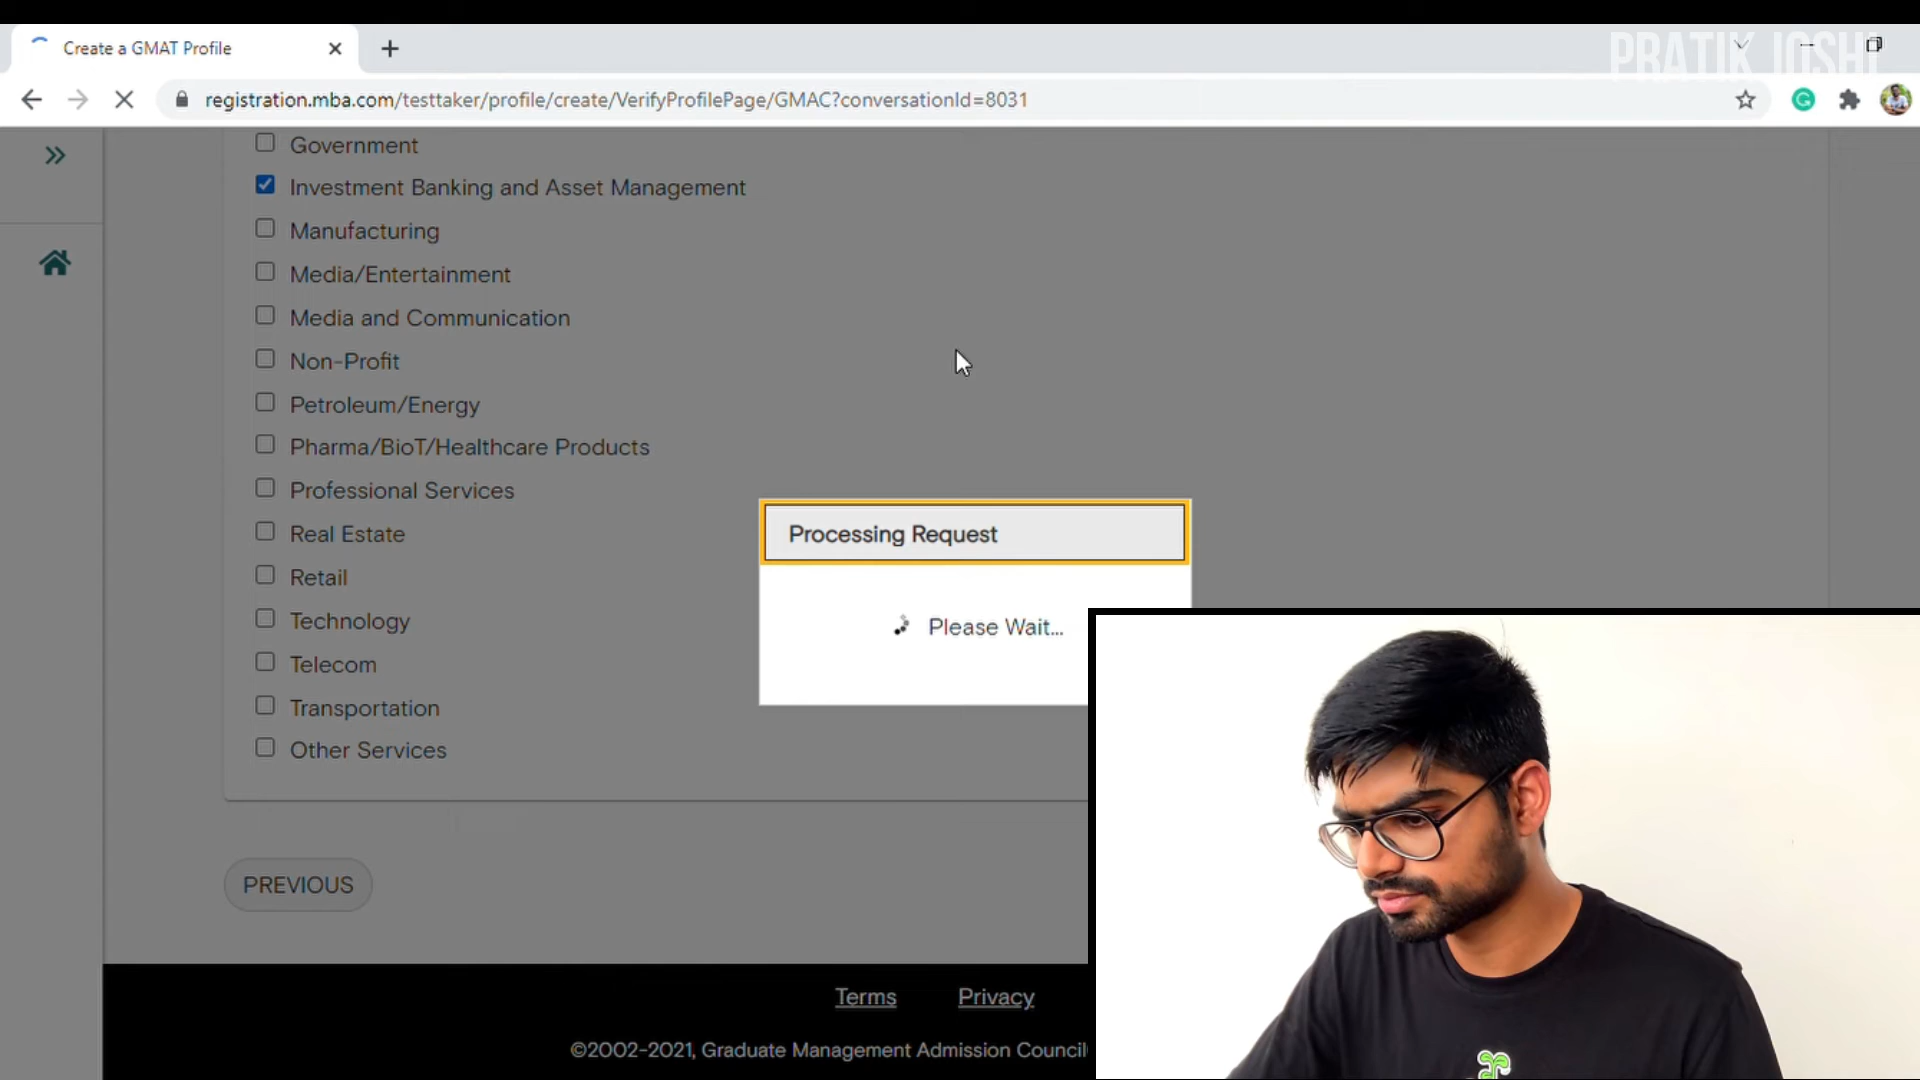 Create a GMAT Profile
PRATIK JOSHI
registration.mba.com/testtaker/profile/create/VerifyProfilePage/GMAC?conversationId=8031
Government
Investment Banking and Asset Management
Manufacturing
Media/Entertainment
Media and Communication
Non-Profit
Petroleum/Energy
Pharma/BioT/Healthcare Products
Professional Services
Real Estate
Retail
Technology
Telecom
Transportation
Other Services
Processing Request
Please Wait...
PREVIOUS
Terms Privacy
©2002-2021, Graduate Management Admission Council